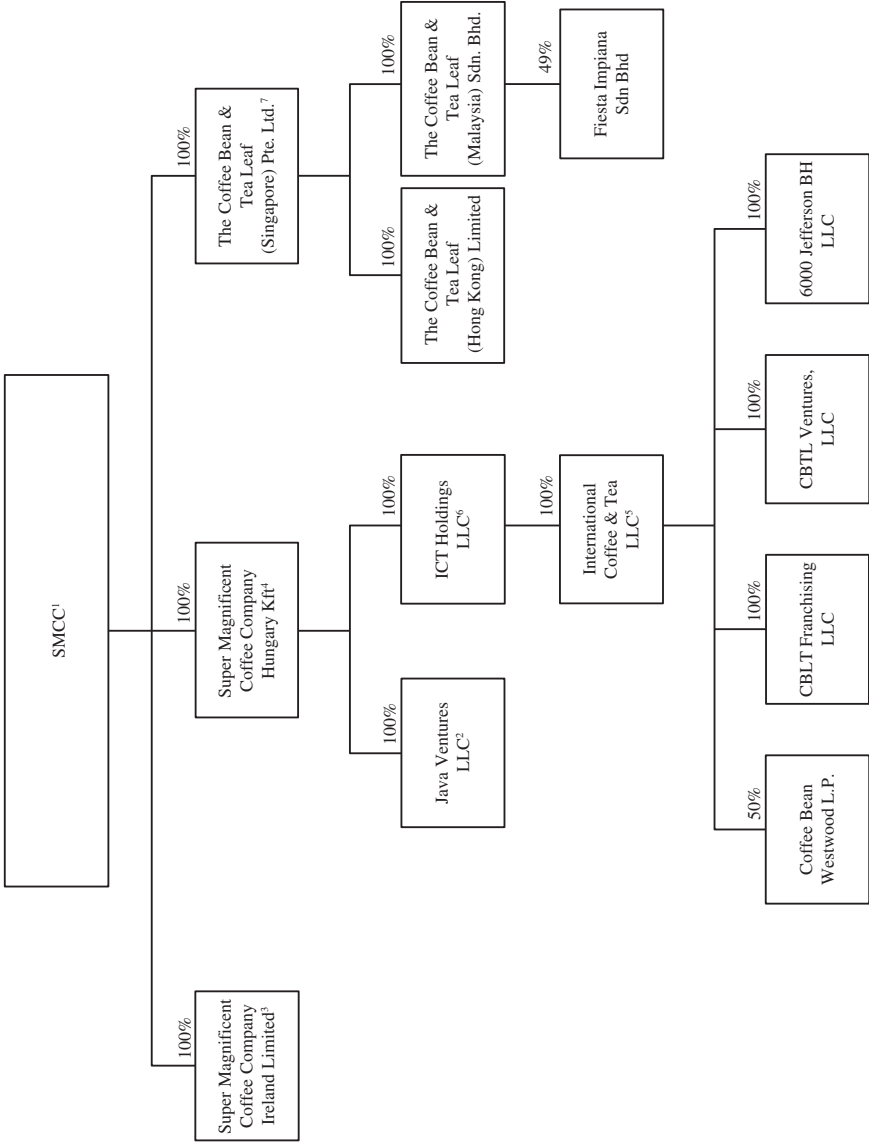 SMCC¹
100%
Super Magnificent
Coffee Company
Ireland Limited³
100%
Super Magnificent
Coffee Company
Hungary Kft⁴
100%
The Coffee Bean &
Tea Leaf
(Singapore) Pte. Ltd.⁷
100%
Java Ventures
LLC²
100%
ICT Holdings
LLC⁶
100%
The Coffee Bean &
Tea Leaf
(Hong Kong) Limited
100%
The Coffee Bean &
Tea Leaf
(Malaysia) Sdn. Bhd.
100%
International
Coffee & Tea
LLC⁵
49%
Fiesta Impiana
Sdn Bhd
50%
Coffee Bean
Westwood L.P.
100%
CBLT Franchising
LLC
100%
CBTL Ventures,
LLC
100%
6000 Jefferson BH
LLC